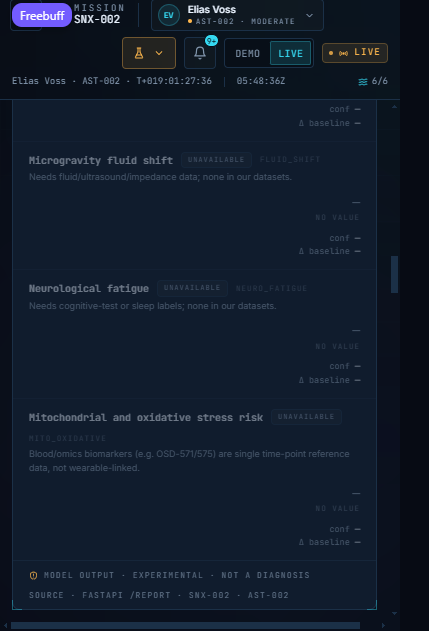 Freebuff
MISSION
SNX-002
EV
Elias Voss
AST-002 · MODERATE
9+
DEMO
LIVE
LIVE
Elias Voss · AST-002 · T+019:01:27:36
05:48:36Z
6/6
conf —
Δ baseline —
Microgravity fluid shift UNAVAILABLE FLUID_SHIFT
Needs fluid/ultrasound/impedance data; none in our datasets.
—
NO VALUE
conf —
Δ baseline —
Neurological fatigue UNAVAILABLE NEURO_FATIGUE
Needs cognitive-test or sleep labels; none in our datasets.
—
NO VALUE
conf —
Δ baseline —
Mitochondrial and oxidative stress risk UNAVAILABLE
MITO_OXIDATIVE
Blood/omics biomarkers (e.g. OSD-571/575) are single time-point reference
data, not wearable-linked.
—
NO VALUE
conf —
Δ baseline —
MODEL OUTPUT · EXPERIMENTAL · NOT A DIAGNOSIS
SOURCE · FASTAPI /REPORT · SNX-002 · AST-002